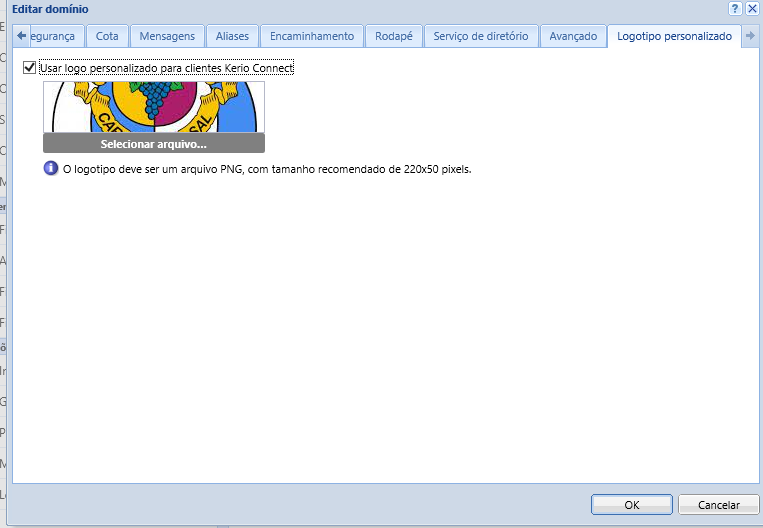 Editar domínio
egurança
Cota
Mensagens
Aliases
Encaminhamento
Rodapé
Serviço de diretório
Avançado
Logotipo personalizado
Usar logo personalizado para clientes Kerio Connect
SAL
Selecionar arquivo...
O logotipo deve ser um arquivo PNG, com tamanho recomendado de 220x50 pixels.
OK
Cancelar